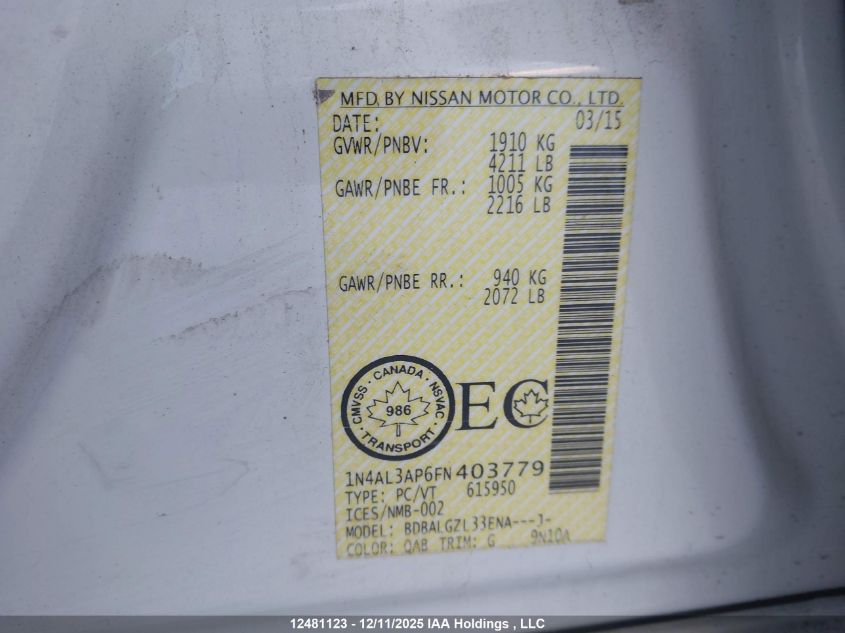 MFD. BY NISSAN MOTOR CO., LTD.
DATE: 03/15
GVWR/PNBV: 1910 KG
4211 LB
GAWR/PNBE FR.: 1005 KG
2216 LB
GAWR/PNBE RR.: 940 KG
2072 LB
CMVSS · CANADA · NSVAC · TRANSPORT ·
986
EC
1N4AL3AP6FN403779
TYPE: PC/VT 615950
ICES/NMB-002
MODEL: BDBALGZL33ENA---J-
COLOR: QAB TRIM: G 9N10A
12481123 - 12/11/2025 IAA Holdings , LLC